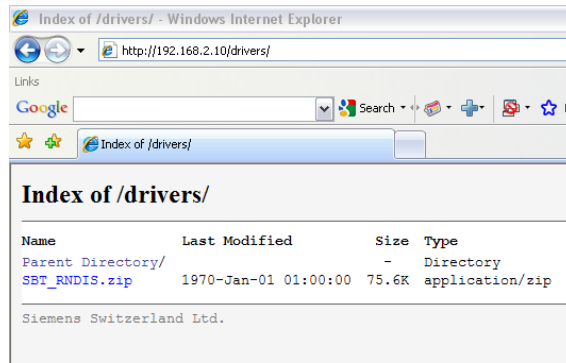 Index of /drivers/ - Windows Internet Explorer
http://192.168.2.10/drivers/
Links
Google Search
Index of /drivers/
Index of /drivers/
Name Last Modified Size Type
Parent Directory/ - Directory
SBT_RNDIS.zip 1970-Jan-01 01:00:00 75.6K application/zip
Siemens Switzerland Ltd.